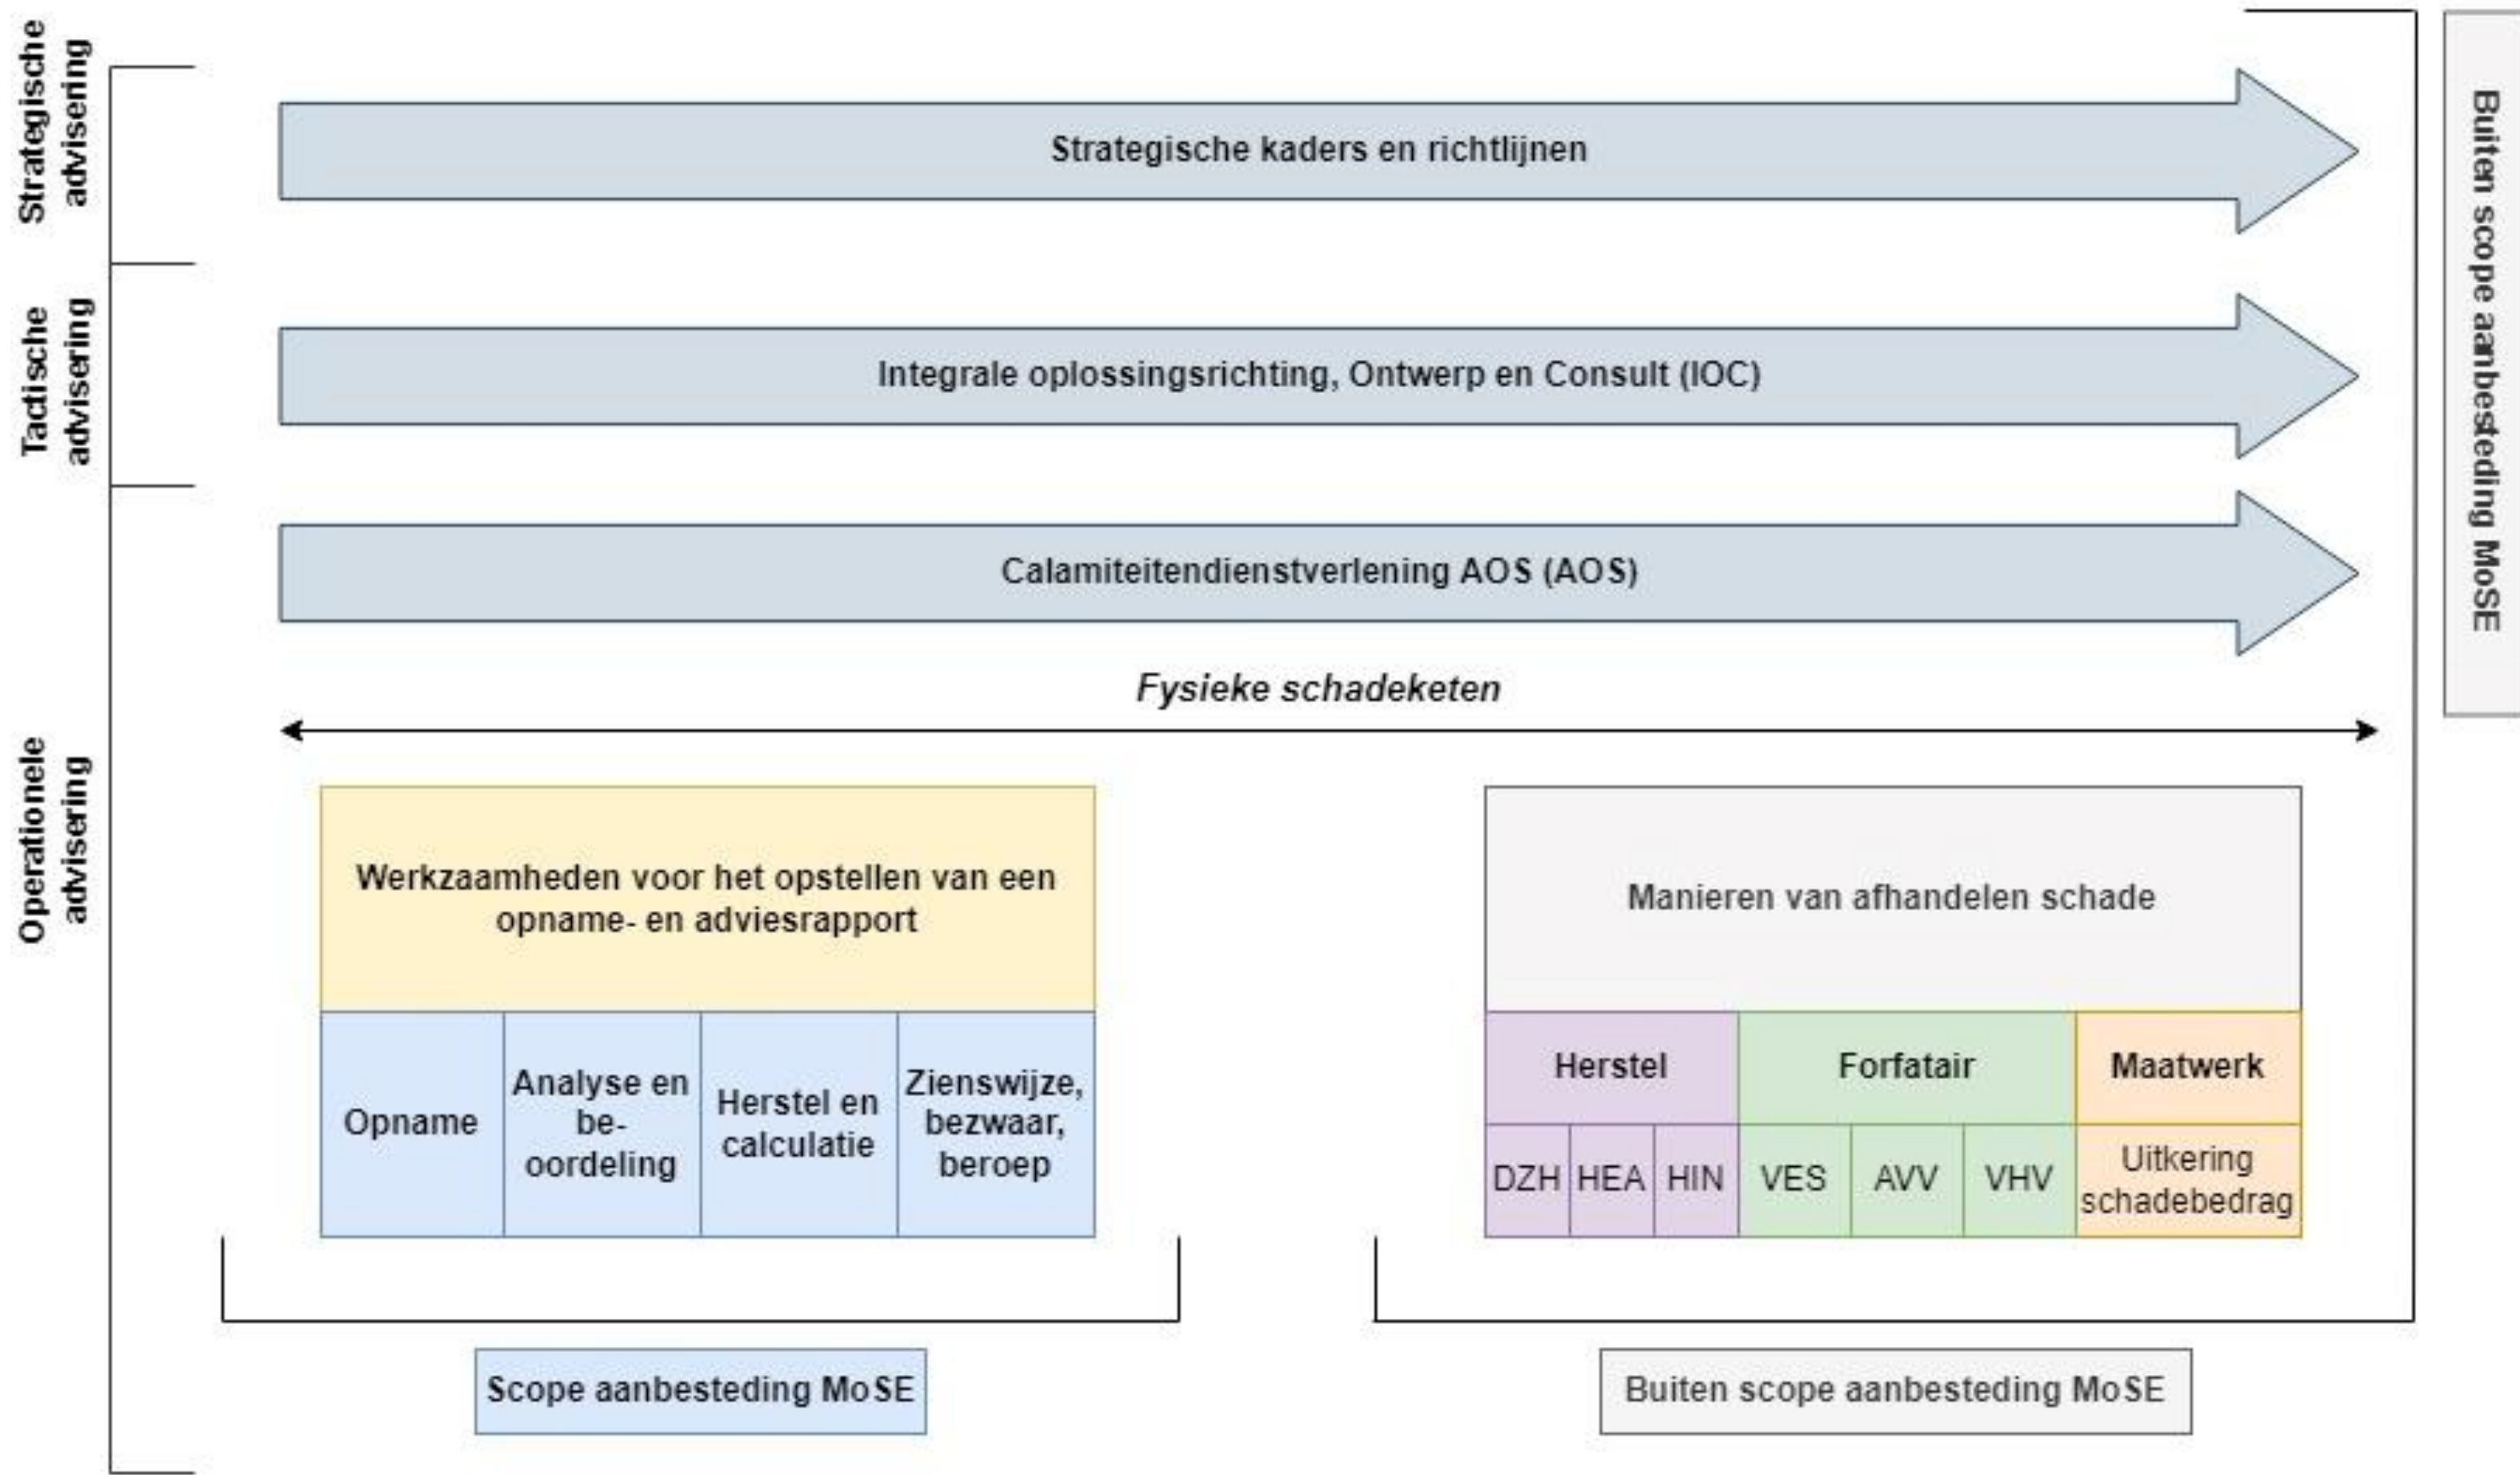 Strategische
advisering
Strategische kaders en richtlijnen
Buiten scope aanbesteding MoSE
Tactische
advisering
Integrale oplossingsrichting, Ontwerp en Consult (IOC)
Calamiteitendienstverlening AOS (AOS)
Fysieke schadeketen
Operationele
advisering
Werkzaamheden voor het opstellen van een
opname- en adviesrapport
Opname
Analyse en
be-
oordeling
Herstel en
calculatie
Zienswijze,
bezwaar,
beroep
Scope aanbesteding MoSE
Manieren van afhandelen schade
Herstel
Forfatair
Maatwerk
DZH
HEA
HIN
VES
AVV
VHV
Uitkering
schadebedrag
Buiten scope aanbesteding MoSE